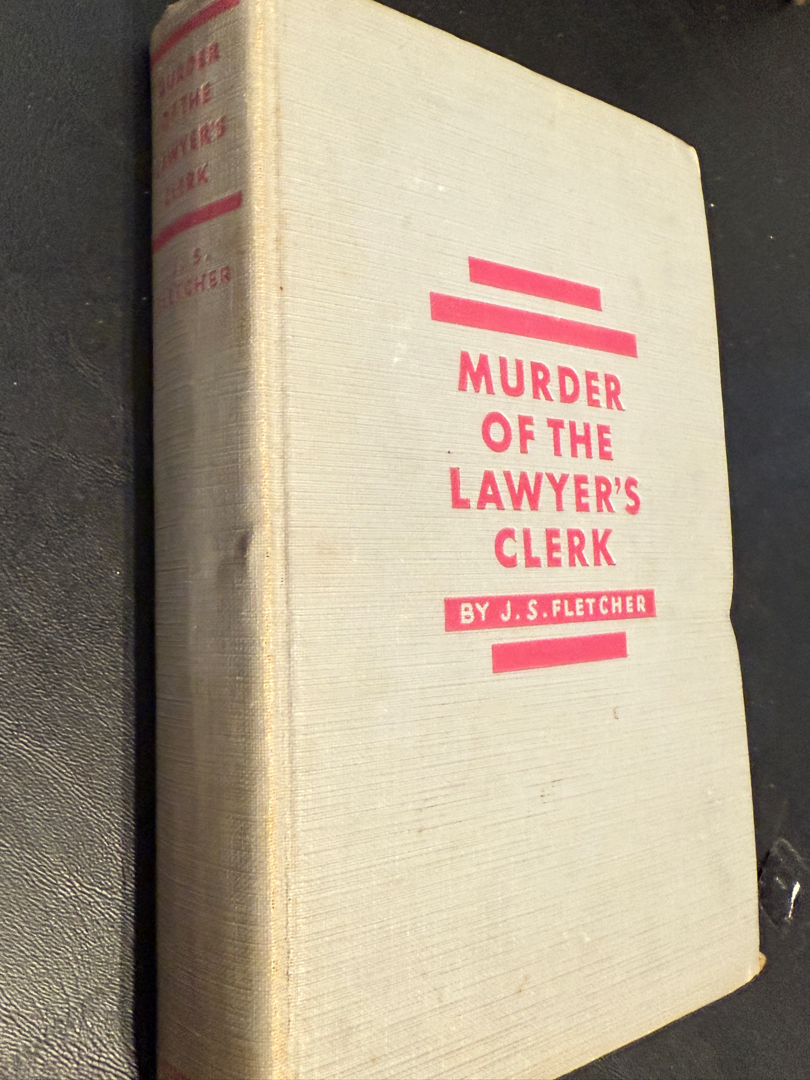 MURDER
OF THE
LAWYER'S
CLERK
J. S.
FLETCHER
MURDER
OF THE
LAWYER'S
CLERK
BY J. S. FLETCHER